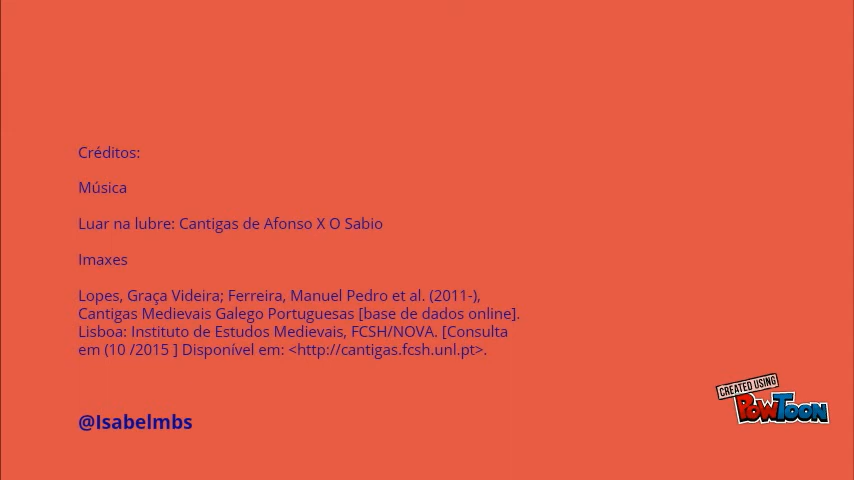 Créditos:
Música
Luar na lubre: Cantigas de Afonso X O Sabio
Imaxes
Lopes, Graça Videira; Ferreira, Manuel Pedro et al. (2011-),
Cantigas Medievais Galego Portuguesas [base de dados online].
Lisboa: Instituto de Estudos Medievais, FCSH/NOVA. [Consulta
em (10 /2015 ] Disponível em: <http://cantigas.fcsh.unl.pt>.
@Isabelmbs
CREATED USING
POWTOON